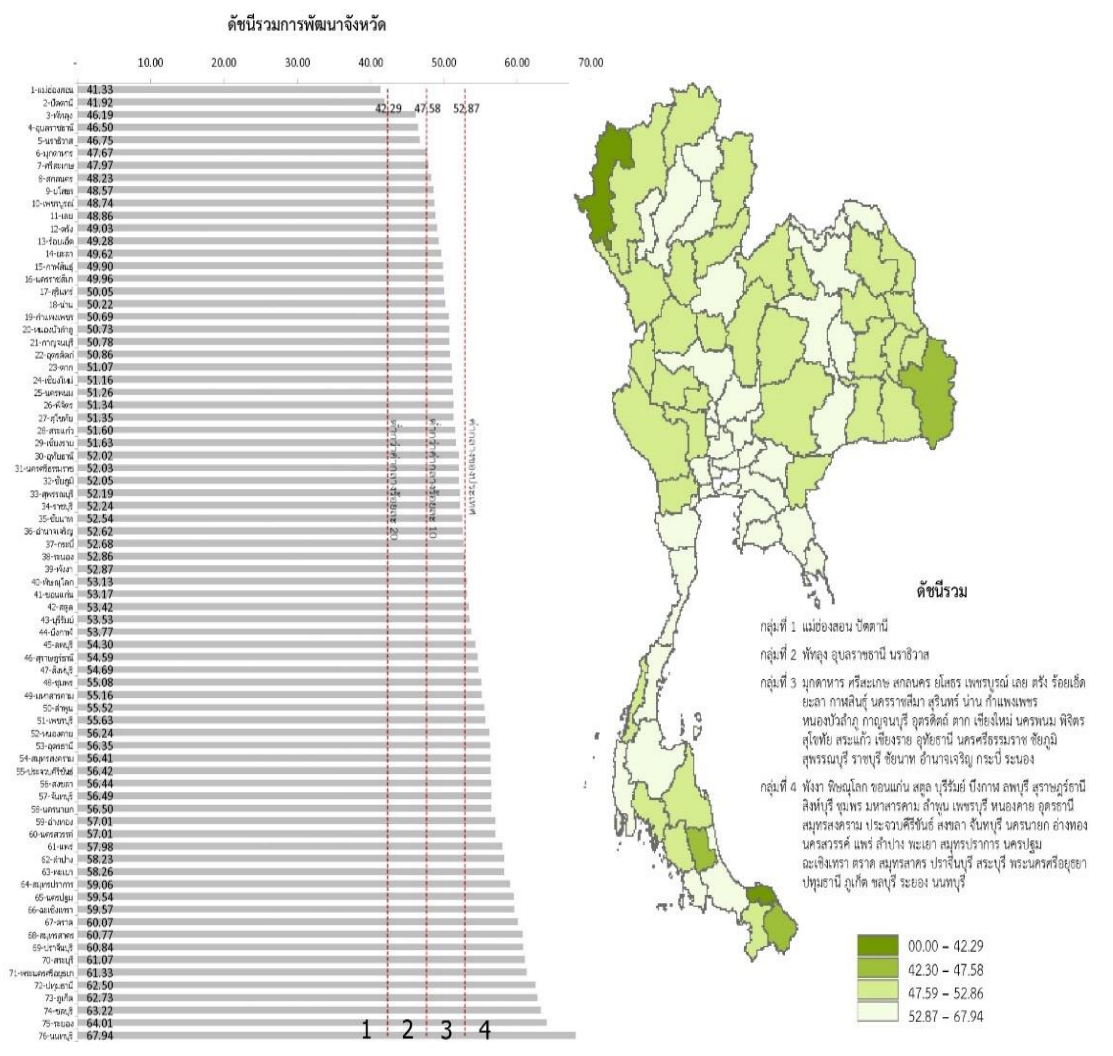 ดัชนีรวมการพัฒนาจังหวัด
- 10.00 20.00 30.00 40.00 50.00 60.00 70.00
42.29 47.58 52.87
1-แม่ฮ่องสอน 41.33
2-ปัตตานี 41.92
3-พัทลุง 46.19
4-อุบลราชธานี 46.50
5-นราธิวาส 46.75
6-มุกดาหาร 47.67
7-ศรีสะเกษ 47.97
8-สกลนคร 48.23
9-ยโสธร 48.57
10-เพชรบูรณ์ 48.74
11-เลย 48.86
12-ตรัง 49.03
13-ร้อยเอ็ด 49.28
14-ยะลา 49.62
15-กาฬสินธุ์ 49.90
16-นครราชสีมา 49.96
17-สุรินทร์ 50.05
18-น่าน 50.22
19-กำแพงเพชร 50.69
20-หนองบัวลำภู 50.73
21-กาญจนบุรี 50.78
22-อุตรดิตถ์ 50.86
23-ตาก 51.07
24-เชียงใหม่ 51.16
25-นครพนม 51.26
26-พิจิตร 51.34
27-สุโขทัย 51.35
28-สระแก้ว 51.60
29-เชียงราย 51.63
30-อุทัยธานี 52.02
31-นครศรีธรรมราช 52.03
32-ชัยภูมิ 52.05
33-สุพรรณบุรี 52.19
34-ราชบุรี 52.24
35-ชัยนาท 52.54
36-อำนาจเจริญ 52.62
37-กระบี่ 52.68
38-ระนอง 52.86
39-พังงา 52.87
40-พิษณุโลก 53.13
41-ขอนแก่น 53.17
42-สตูล 53.42
43-บุรีรัมย์ 53.53
44-บึงกาฬ 53.77
45-ลพบุรี 54.30
46-สุราษฎร์ธานี 54.59
47-สิงห์บุรี 54.69
48-ชุมพร 55.08
49-มหาสารคาม 55.16
50-ลำพูน 55.52
51-เพชรบุรี 55.63
52-หนองคาย 56.24
53-อุดรธานี 56.35
54-สมุทรสงคราม 56.41
55-ประจวบคีรีขันธ์ 56.42
56-สงขลา 56.44
57-จันทบุรี 56.49
58-นครนายก 56.50
59-อ่างทอง 57.01
60-นครสวรรค์ 57.01
61-แพร่ 57.98
62-ลำปาง 58.23
63-พะเยา 58.26
64-สมุทรปราการ 59.06
65-นครปฐม 59.54
66-ฉะเชิงเทรา 59.57
67-ตราด 60.07
68-สมุทรสาคร 60.77
69-ปราจีนบุรี 60.84
70-สระบุรี 61.07
71-พระนครศรีอยุธยา 61.33
72-ปทุมธานี 62.50
73-ภูเก็ต 62.73
74-ชลบุรี 63.22
75-ระยอง 64.01
76-นนทบุรี 67.94
ต่ำกว่าค่ากลางร้อยละ 20
ต่ำกว่าค่ากลางร้อยละ 10
ค่ากลางของประเทศ
1 2 3 4
ดัชนีรวม
กลุ่มที่ 1 แม่ฮ่องสอน ปัตตานี
กลุ่มที่ 2 พัทลุง อุบลราชธานี นราธิวาส
กลุ่มที่ 3 มุกดาหาร ศรีสะเกษ สกลนคร ยโสธร เพชรบูรณ์ เลย ตรัง ร้อยเอ็ด
ยะลา กาฬสินธุ์ นครราชสีมา สุรินทร์ น่าน กำแพงเพชร
หนองบัวลำภู กาญจนบุรี อุตรดิตถ์ ตาก เชียงใหม่ นครพนม พิจิตร
สุโขทัย สระแก้ว เชียงราย อุทัยธานี นครศรีธรรมราช ชัยภูมิ
สุพรรณบุรี ราชบุรี ชัยนาท อำนาจเจริญ กระบี่ ระนอง
กลุ่มที่ 4 พังงา พิษณุโลก ขอนแก่น สตูล บุรีรัมย์ บึงกาฬ ลพบุรี สุราษฎร์ธานี
สิงห์บุรี ชุมพร มหาสารคาม ลำพูน เพชรบุรี หนองคาย อุดรธานี
สมุทรสงคราม ประจวบคีรีขันธ์ สงขลา จันทบุรี นครนายก อ่างทอง
นครสวรรค์ แพร่ ลำปาง พะเยา สมุทรปราการ นครปฐม
ฉะเชิงเทรา ตราด สมุทรสาคร ปราจีนบุรี สระบุรี พระนครศรีอยุธยา
ปทุมธานี ภูเก็ต ชลบุรี ระยอง นนทบุรี
00.00 – 42.29
42.30 – 47.58
47.59 – 52.86
52.87 – 67.94